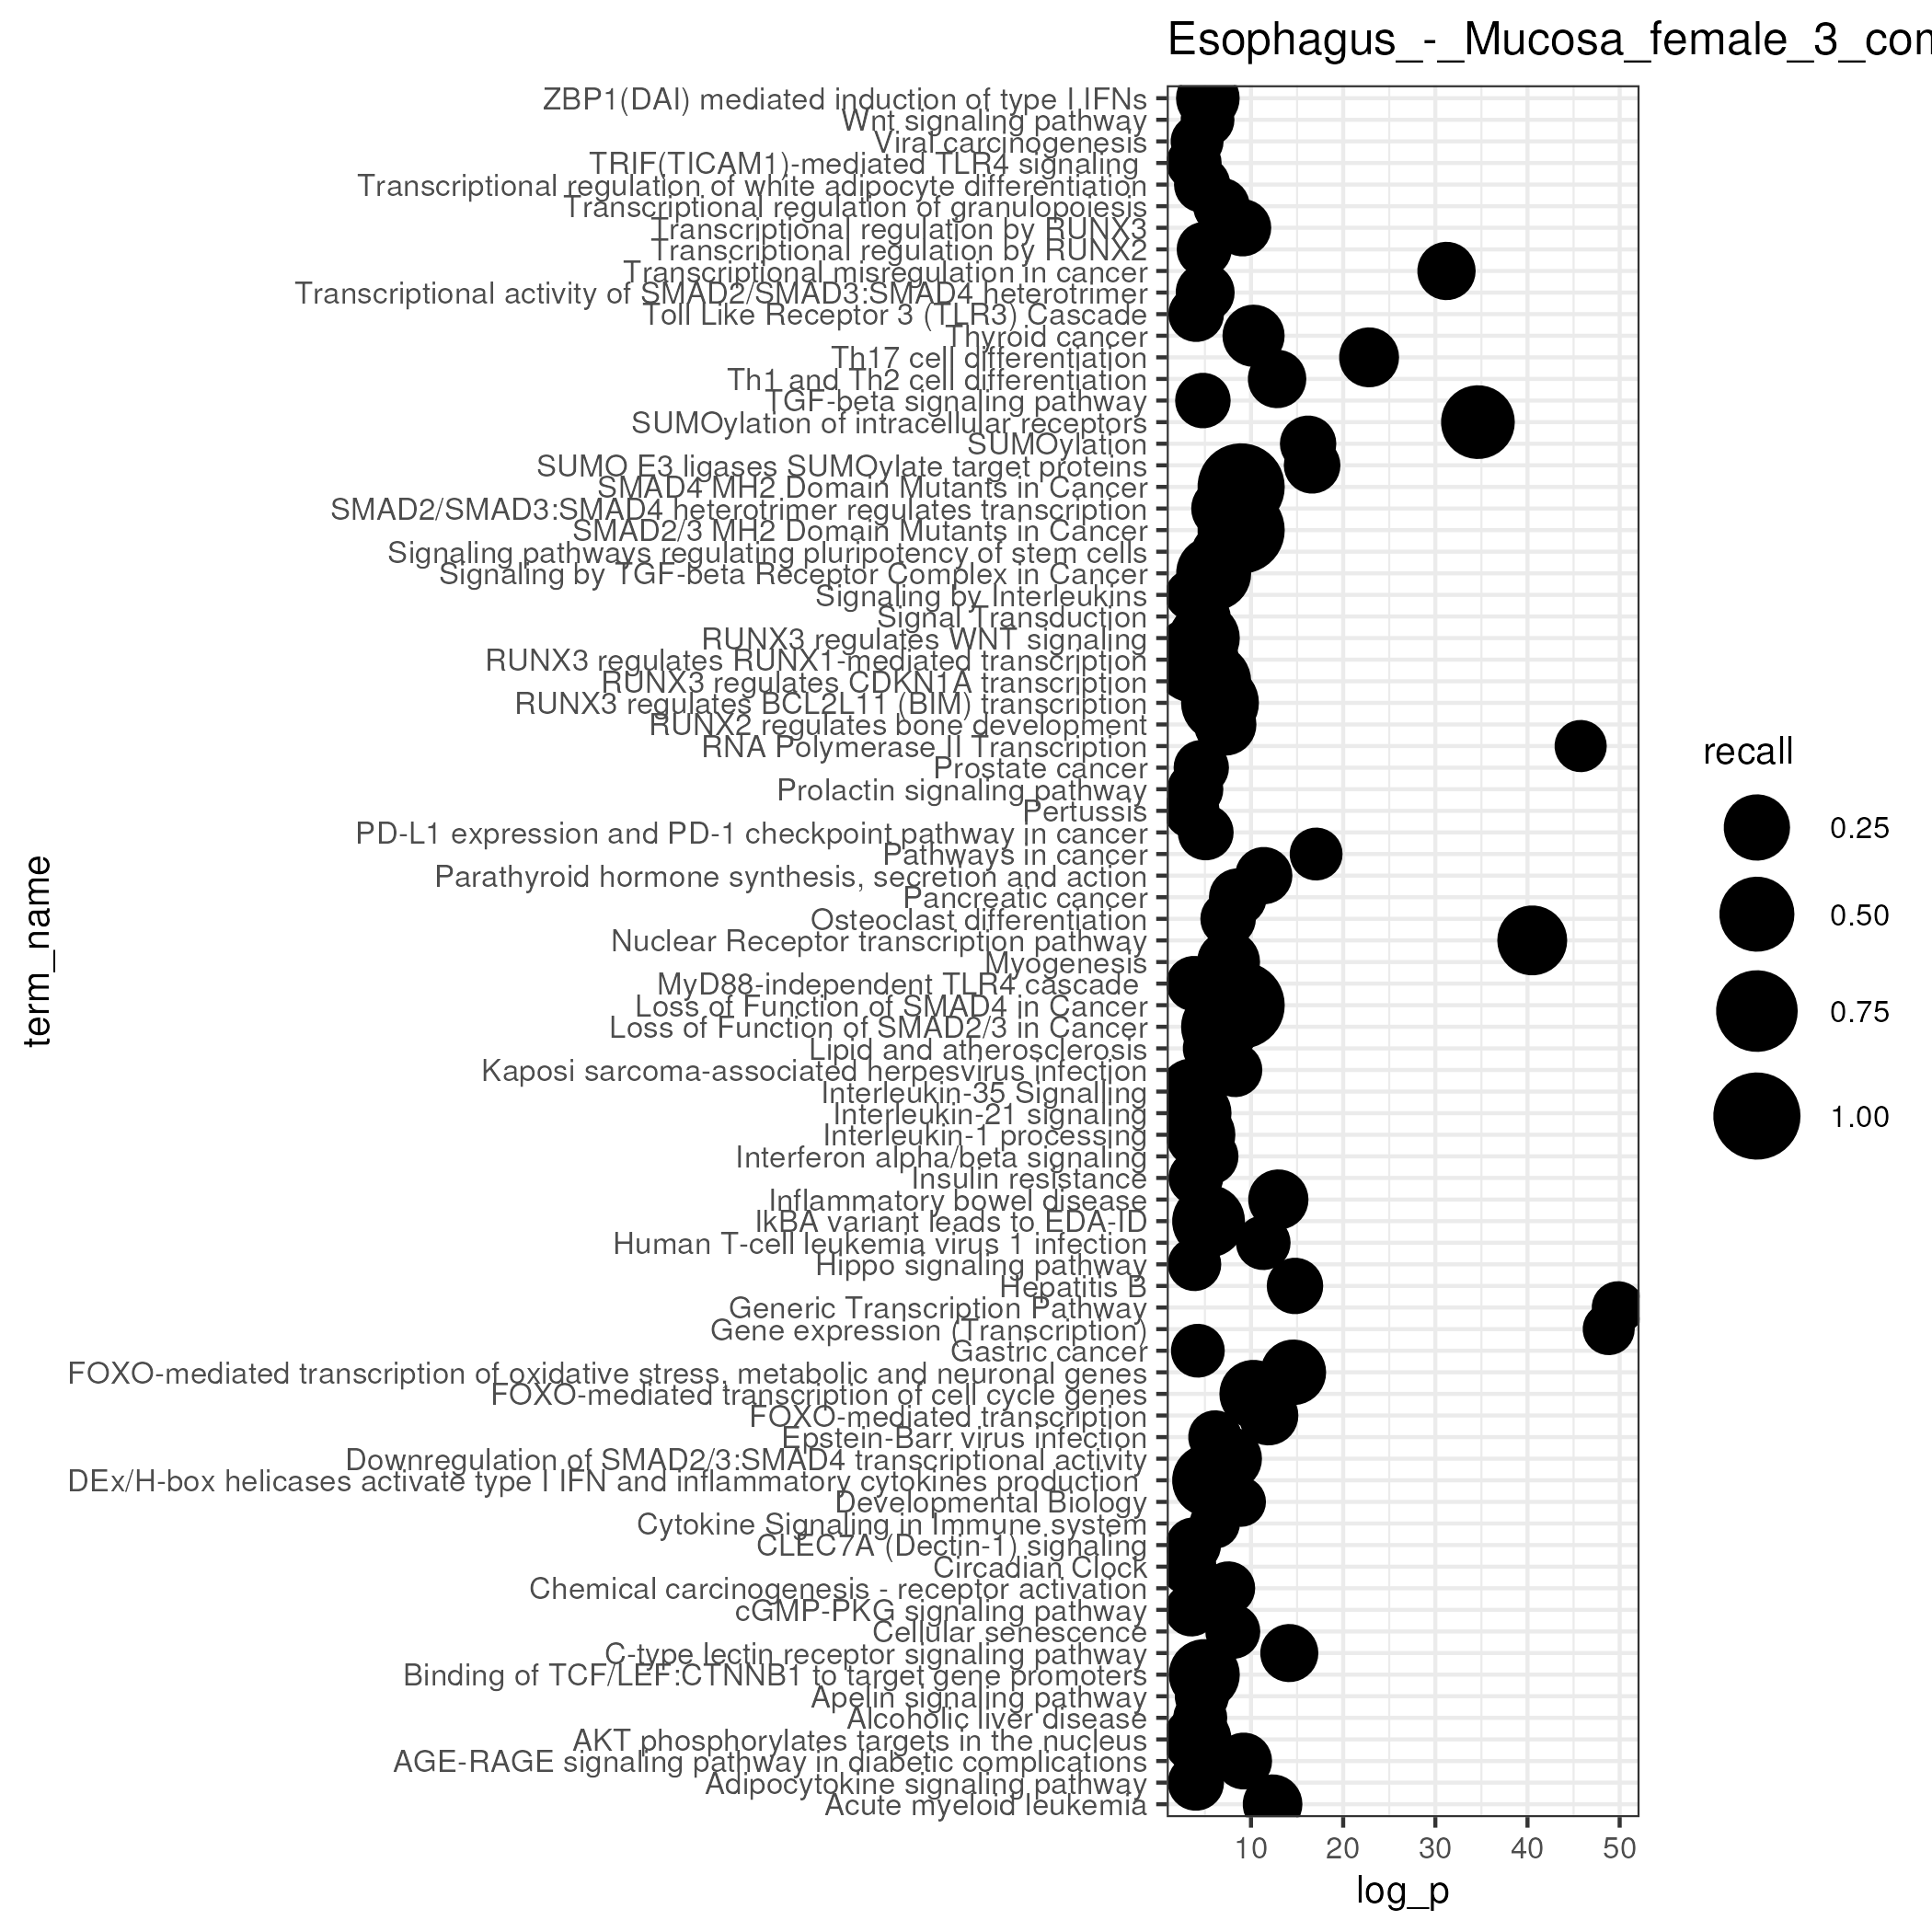 Esophagus_-_Mucosa_female_3_con
ZBP1(DAI) mediated induction of type I IFNs
Wnt signaling pathway
Viral carcinogenesis
TRIF(TICAM1)-mediated TLR4 signaling
Transcriptional regulation of white adipocyte differentiation
Transcriptional regulation of granulopoiesis
Transcriptional regulation by RUNX3
Transcriptional regulation by RUNX2
Transcriptional misregulation in cancer
Transcriptional activity of SMAD2/SMAD3:SMAD4 heterotrimer
Toll Like Receptor 3 (TLR3) Cascade
Thyroid cancer
Th17 cell differentiation
Th1 and Th2 cell differentiation
TGF-beta signaling pathway
SUMOylation of intracellular receptors
SUMOylation
SUMO E3 ligases SUMOylate target proteins
SMAD4 MH2 Domain Mutants in Cancer
SMAD2/SMAD3:SMAD4 heterotrimer regulates transcription
SMAD2/3 MH2 Domain Mutants in Cancer
Signaling pathways regulating pluripotency of stem cells
Signaling by TGF-beta Receptor Complex in Cancer
Signaling by Interleukins
Signal Transduction
RUNX3 regulates WNT signaling
RUNX3 regulates RUNX1-mediated transcription
RUNX3 regulates CDKN1A transcription
RUNX3 regulates BCL2L11 (BIM) transcription
RUNX2 regulates bone development
RNA Polymerase II Transcription
Prostate cancer
Prolactin signaling pathway
Pertussis
PD-L1 expression and PD-1 checkpoint pathway in cancer
Pathways in cancer
Parathyroid hormone synthesis, secretion and action
Pancreatic cancer
Osteoclast differentiation
Nuclear Receptor transcription pathway
Myogenesis
MyD88-independent TLR4 cascade
Loss of Function of SMAD4 in Cancer
Loss of Function of SMAD2/3 in Cancer
Lipid and atherosclerosis
Kaposi sarcoma-associated herpesvirus infection
Interleukin-35 Signalling
Interleukin-21 signaling
Interleukin-1 processing
Interferon alpha/beta signaling
Insulin resistance
Inflammatory bowel disease
IkBA variant leads to EDA-ID
Human T-cell leukemia virus 1 infection
Hippo signaling pathway
Hepatitis B
Generic Transcription Pathway
Gene expression (Transcription)
Gastric cancer
FOXO-mediated transcription of oxidative stress, metabolic and neuronal genes
FOXO-mediated transcription of cell cycle genes
FOXO-mediated transcription
Epstein-Barr virus infection
Downregulation of SMAD2/3:SMAD4 transcriptional activity
DEx/H-box helicases activate type I IFN and inflammatory cytokines production
Developmental Biology
Cytokine Signaling in Immune system
CLEC7A (Dectin-1) signaling
Circadian Clock
Chemical carcinogenesis - receptor activation
cGMP-PKG signaling pathway
Cellular senescence
C-type lectin receptor signaling pathway
Binding of TCF/LEF:CTNNB1 to target gene promoters
Apelin signaling pathway
Alcoholic liver disease
AKT phosphorylates targets in the nucleus
AGE-RAGE signaling pathway in diabetic complications
Adipocytokine signaling pathway
Acute myeloid leukemia
term_name
10 20 30 40 50
log_p
recall
0.25
0.50
0.75
1.00